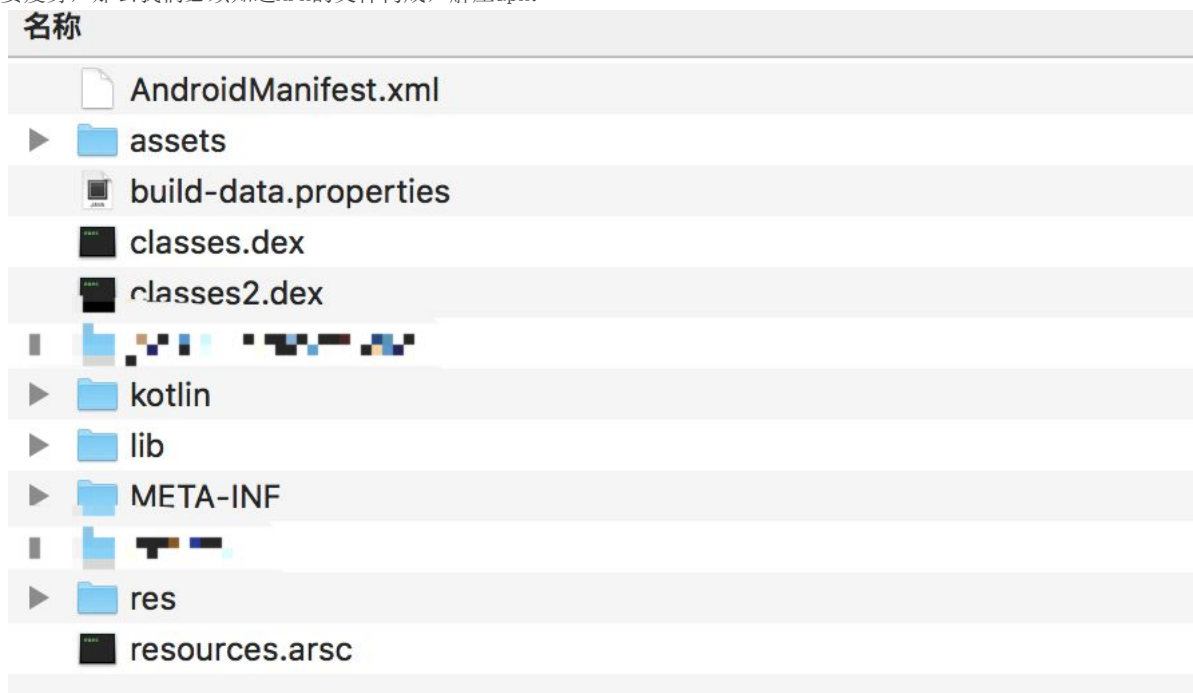 名称
AndroidManifest.xml
assets
build-data.properties
classes.dex
classes2.dex
kotlin
lib
META-INF
res
resources.arsc